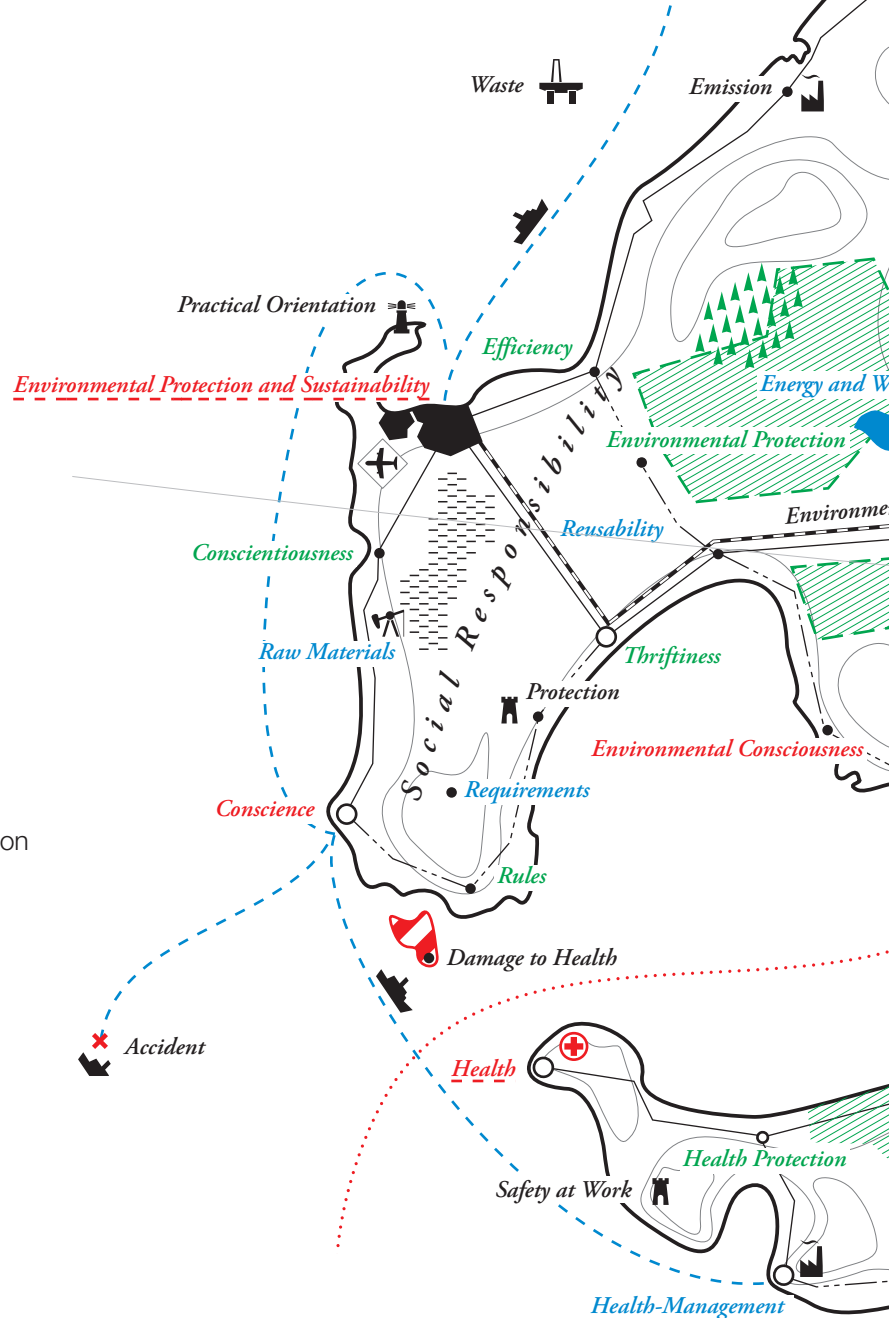 Waste
Emission
Practical Orientation
Efficiency
Environmental Protection and Sustainability
Energy and W
Environmental Protection
Social Responsibility
Environme
Reusability
Conscientiousness
Raw Materials
Thriftiness
Protection
Environmental Consciousness
Requirements
Conscience
on
Rules
Damage to Health
Accident
Health
Health Protection
Safety at Work
Health-Management